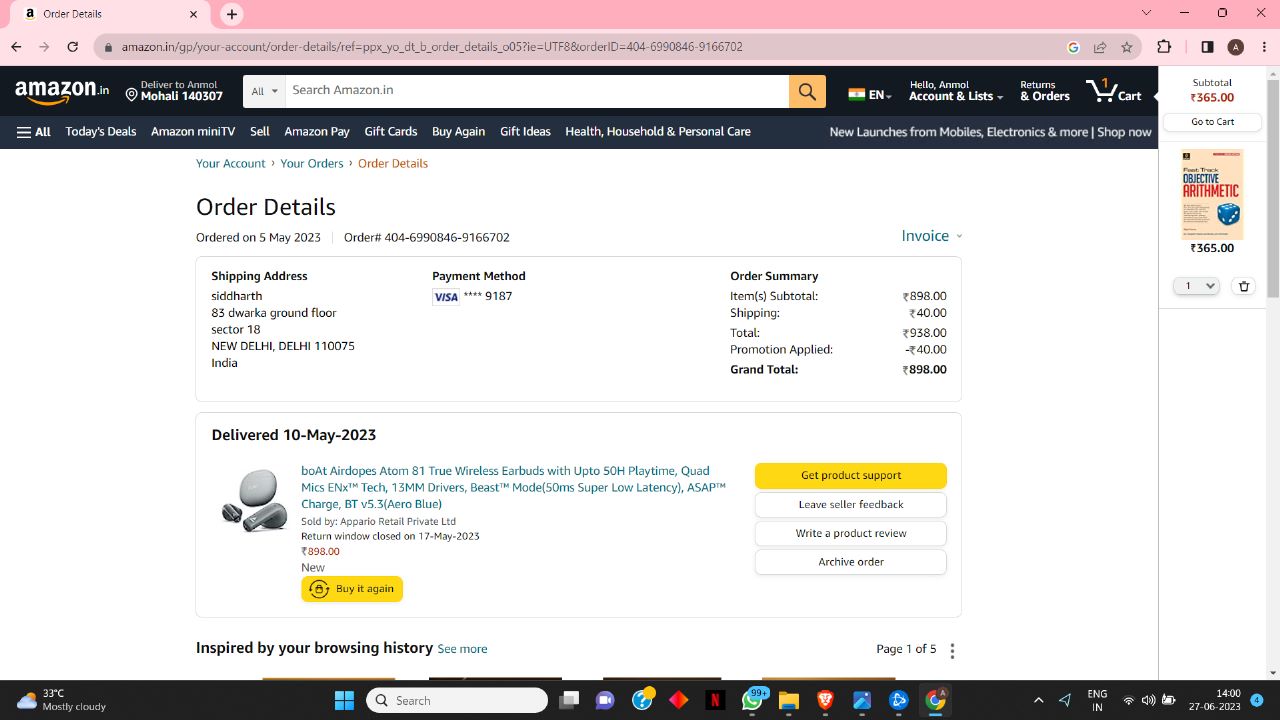 Order Details
amazon.in/gp/your-account/order-details/ref=ppx_yo_dt_b_order_details_o05?ie=UTF8&orderID=404-6990846-9166702
A
amazon.in
Deliver to Anmol
Mohali 140307
All
Search Amazon.in
EN
Hello, Anmol
Account & Lists
Returns
& Orders
1
Cart
All
Today's Deals
Amazon miniTV
Sell
Amazon Pay
Gift Cards
Buy Again
Gift Ideas
Health, Household & Personal Care
New Launches from Mobiles, Electronics & more | Shop now
Subtotal
₹365.00
Go to Cart
Fast Track
OBJECTIVE
ARITHMETIC
₹365.00
1
Your Account › Your Orders › Order Details
Order Details
Ordered on 5 May 2023 | Order# 404-6990846-9166702
Invoice
Shipping Address
siddharth
83 dwarka ground floor
sector 18
NEW DELHI, DELHI 110075
India
Payment Method
VISA **** 9187
Order Summary
Item(s) Subtotal: ₹898.00
Shipping: ₹40.00
Total: ₹938.00
Promotion Applied: -₹40.00
Grand Total: ₹898.00
Delivered 10-May-2023
boAt Airdopes Atom 81 True Wireless Earbuds with Upto 50H Playtime, Quad
Mics ENx™ Tech, 13MM Drivers, Beast™ Mode(50ms Super Low Latency), ASAP™
Charge, BT v5.3(Aero Blue)
Sold by: Appario Retail Private Ltd
Return window closed on 17-May-2023
₹898.00
New
Buy it again
Get product support
Leave seller feedback
Write a product review
Archive order
Inspired by your browsing history See more
Page 1 of 5
33°C
Mostly cloudy
Search
99+
A
ENG
IN
14:00
27-06-2023
4